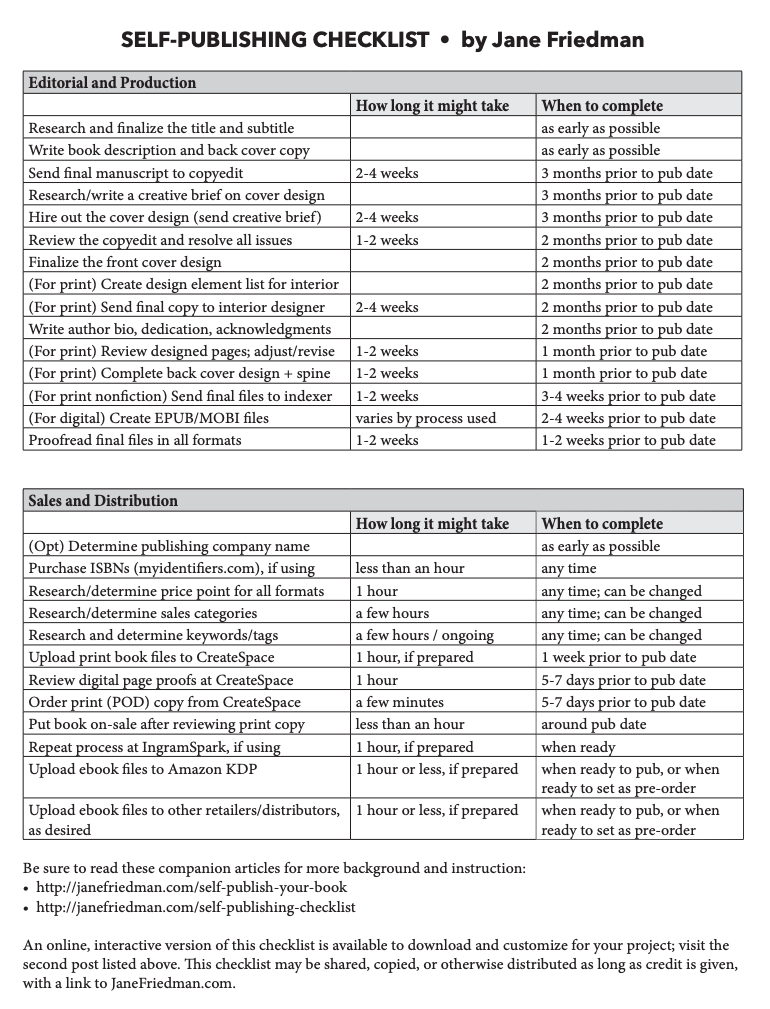 SELF-PUBLISHING CHECKLIST • by Jane Friedman
Editorial and Production
How long it might take When to complete
Research and finalize the title and subtitle as early as possible
Write book description and back cover copy as early as possible
Send final manuscript to copyedit 2-4 weeks 3 months prior to pub date
Research/write a creative brief on cover design 3 months prior to pub date
Hire out the cover design (send creative brief) 2-4 weeks 3 months prior to pub date
Review the copyedit and resolve all issues 1-2 weeks 2 months prior to pub date
Finalize the front cover design 2 months prior to pub date
(For print) Create design element list for interior 2 months prior to pub date
(For print) Send final copy to interior designer 2-4 weeks 2 months prior to pub date
Write author bio, dedication, acknowledgments 2 months prior to pub date
(For print) Review designed pages; adjust/revise 1-2 weeks 1 month prior to pub date
(For print) Complete back cover design + spine 1-2 weeks 1 month prior to pub date
(For print nonfiction) Send final files to indexer 1-2 weeks 3-4 weeks prior to pub date
(For digital) Create EPUB/MOBI files varies by process used 2-4 weeks prior to pub date
Proofread final files in all formats 1-2 weeks 1-2 weeks prior to pub date
Sales and Distribution
How long it might take When to complete
(Opt) Determine publishing company name as early as possible
Purchase ISBNs (myidentifiers.com), if using less than an hour any time
Research/determine price point for all formats 1 hour any time; can be changed
Research/determine sales categories a few hours any time; can be changed
Research and determine keywords/tags a few hours / ongoing any time; can be changed
Upload print book files to CreateSpace 1 hour, if prepared 1 week prior to pub date
Review digital page proofs at CreateSpace 1 hour 5-7 days prior to pub date
Order print (POD) copy from CreateSpace a few minutes 5-7 days prior to pub date
Put book on-sale after reviewing print copy less than an hour around pub date
Repeat process at IngramSpark, if using 1 hour, if prepared when ready
Upload ebook files to Amazon KDP 1 hour or less, if prepared when ready to pub, or when
ready to set as pre-order
Upload ebook files to other retailers/distributors, 1 hour or less, if prepared when ready to pub, or when
as desired ready to set as pre-order
Be sure to read these companion articles for more background and instruction:
• http://janefriedman.com/self-publish-your-book
• http://janefriedman.com/self-publishing-checklist
An online, interactive version of this checklist is available to download and customize for your project; visit the
second post listed above. This checklist may be shared, copied, or otherwise distributed as long as credit is given,
with a link to JaneFriedman.com.